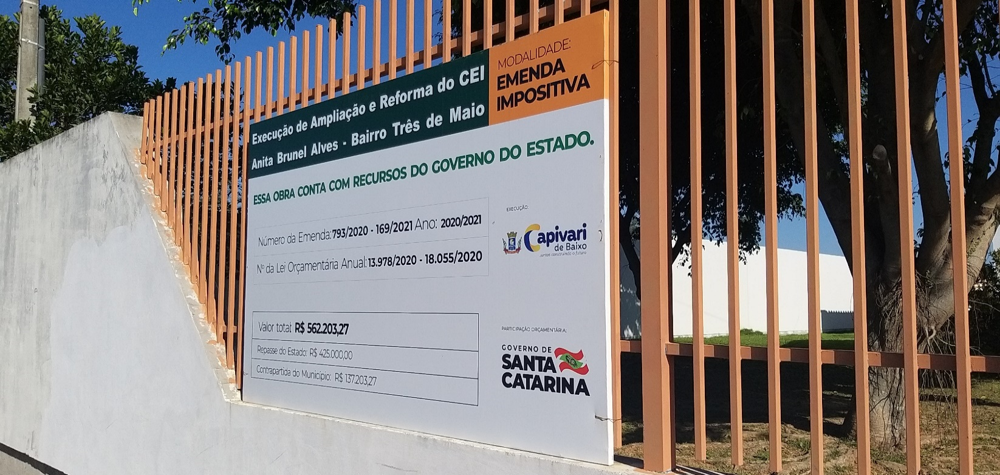 Execução de Ampliação e Reforma do CEI
Anita Brunel Alves - Bairro Três de Maio
MODALIDADE:
EMENDA
IMPOSITIVA
ESSA OBRA CONTA COM RECURSOS DO GOVERNO DO ESTADO.
Número da Emenda: 793/2020 - 169/2021 Ano: 2020/2021
Nº da Lei Orçamentária Anual: 13.978/2020 - 18.055/2020
EXECUÇÃO:
Capivari
de Baixo
Juntos construindo o futuro
Valor total: R$ 562.203,27
Repasse do Estado: R$ 425.000,00
Contrapartida do Município: R$ 137.203,27
PARTICIPAÇÃO ORÇAMENTÁRIA:
GOVERNO DE
SANTA
CATARINA